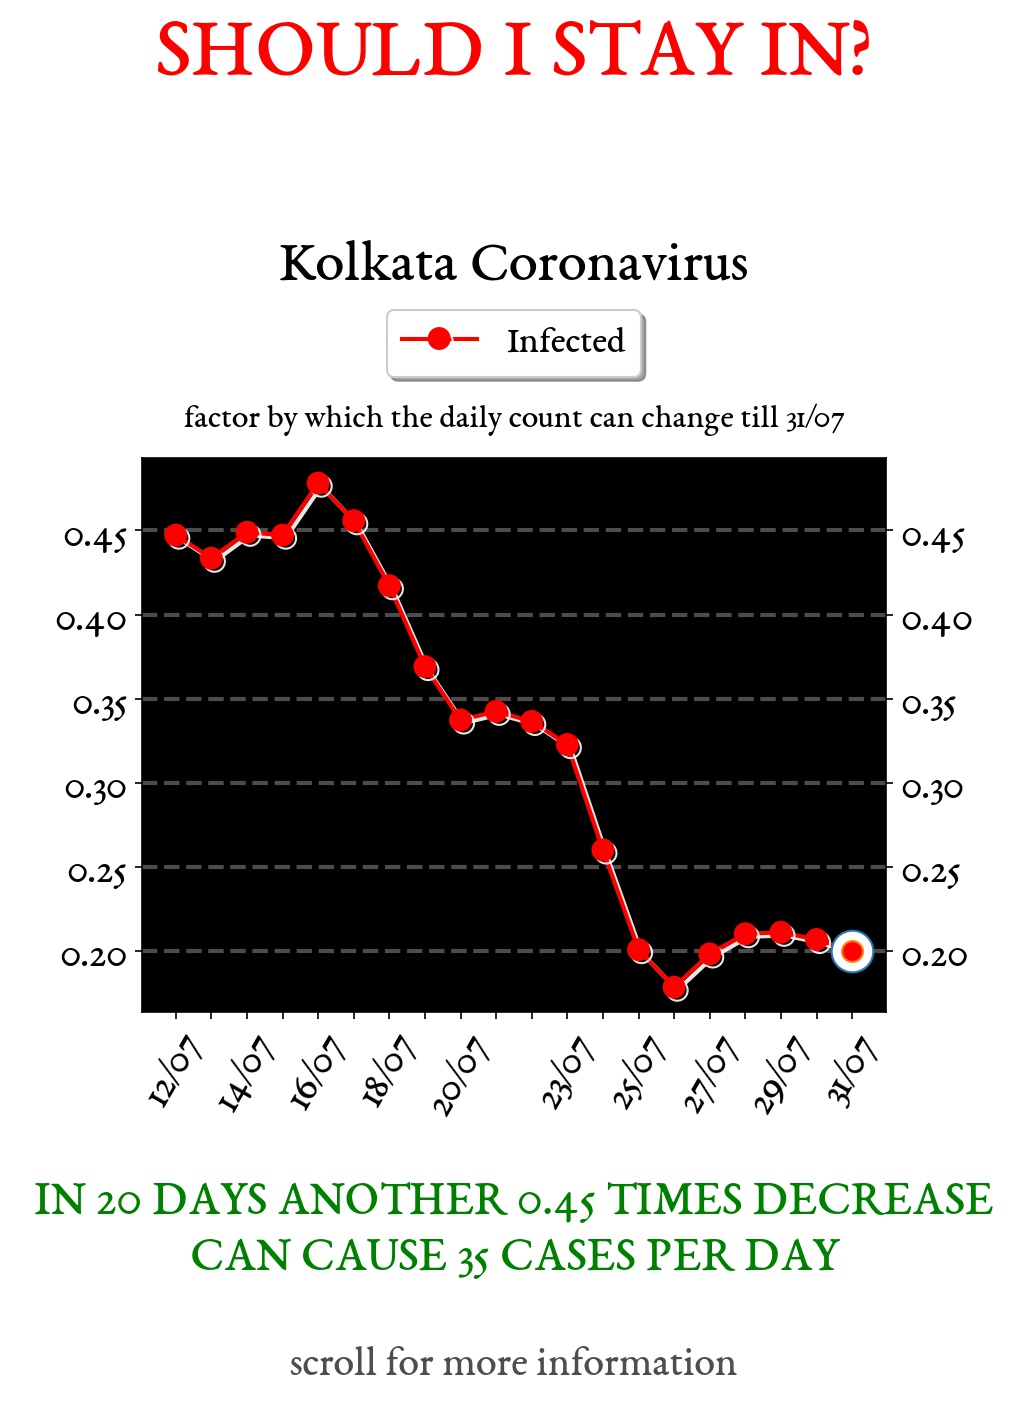 SHOULD I STAY IN?
Kolkata Coronavirus
Infected
factor by which the daily count can change till 31/07
0.45 0.45
0.40 0.40
0.35 0.35
0.30 0.30
0.25 0.25
0.20 0.20
12/07 14/07 16/07 18/07 20/07 23/07 25/07 27/07 29/07 31/07
IN 20 DAYS ANOTHER 0.45 TIMES DECREASE
CAN CAUSE 35 CASES PER DAY
scroll for more information